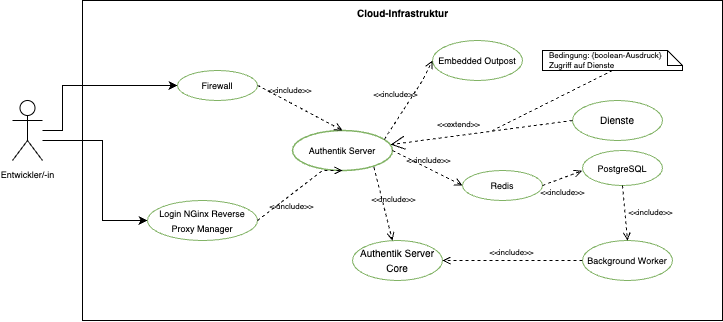 Cloud-Infrastruktur
Bedingung: {boolean-Ausdruck}
Zugriff auf Dienste
Embedded Outpost
Firewall
<<include>>
<<include>>
<<extend>>
Dienste
Entwickler/-in
Authentik Server
<<include>>
Redis
<<include>>
PostgreSQL
<<include>>
<<include>>
<<include>>
Login NGinx Reverse
Proxy Manager
Authentik Server
Core
<<include>>
Background Worker